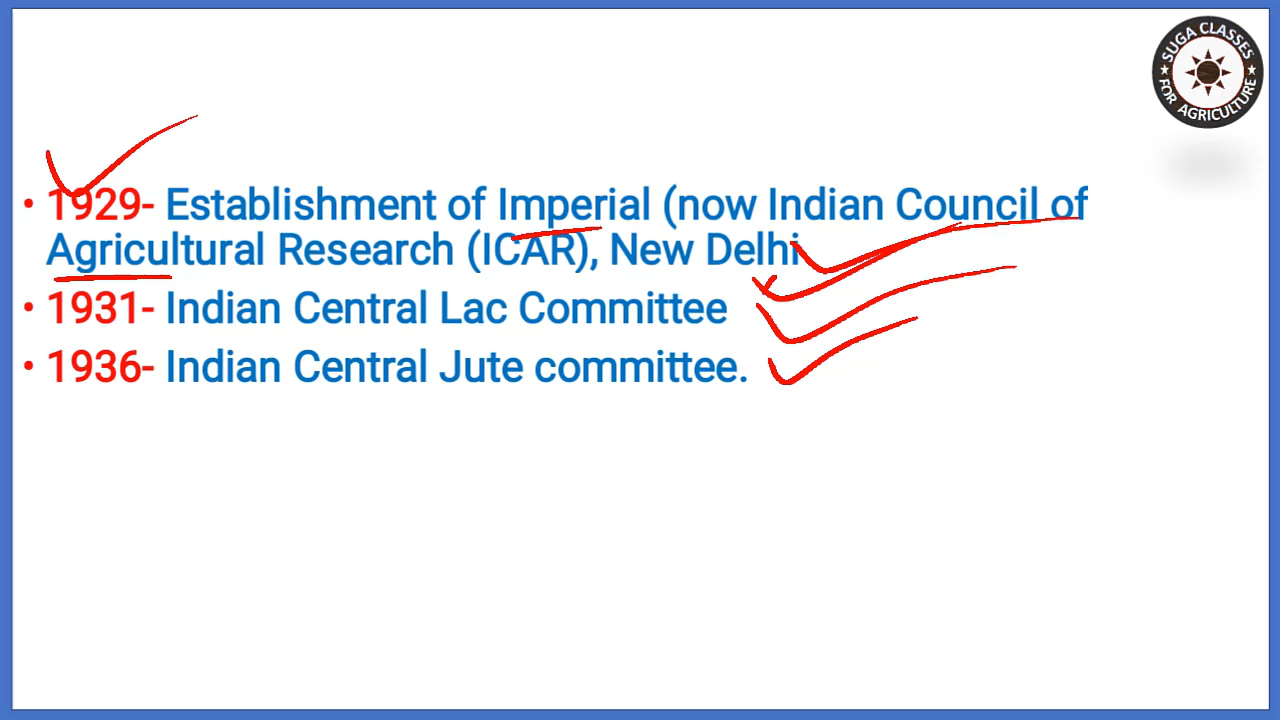 SUGA CLASSES
FOR AGRICULTURE
• 1929- Establishment of Imperial (now Indian Council of
Agricultural Research (ICAR), New Delhi
• 1931- Indian Central Lac Committee
• 1936- Indian Central Jute committee.